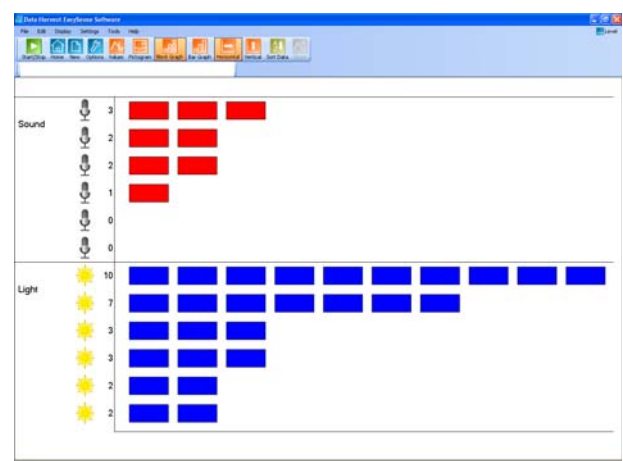 Data Harvest EasySense Software
File Edit Display Settings Tools Help
Level
Start/Stop Home New Options Values Pictogram Block Graph Bar Graph Horizontal Vertical Sort Data
Sound
3
2
2
1
0
0
Light
10
7
3
3
2
2